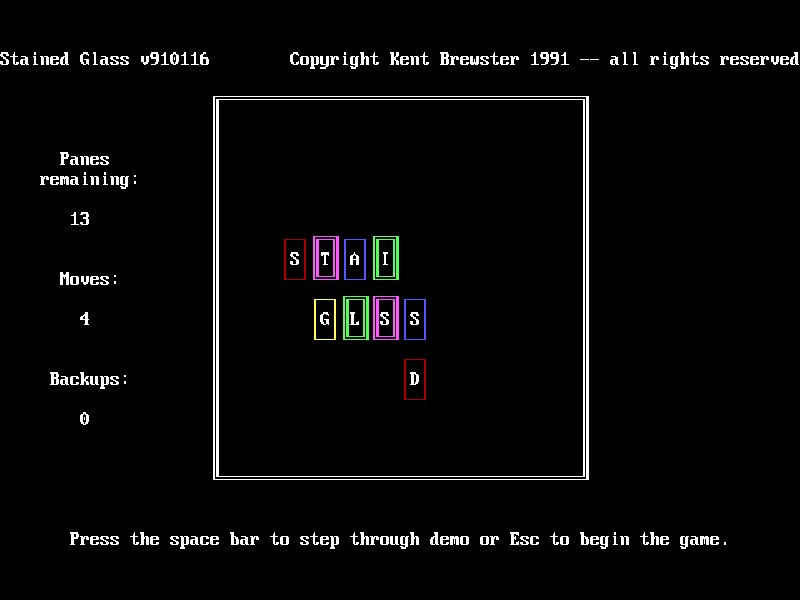 Stained Glass v910116 Copyright Kent Brewster 1991 -- all rights reserved
Panes
remaining:
13
S T A I
Moves:
4
G L S S
Backups:
D
0
Press the space bar to step through demo or Esc to begin the game.